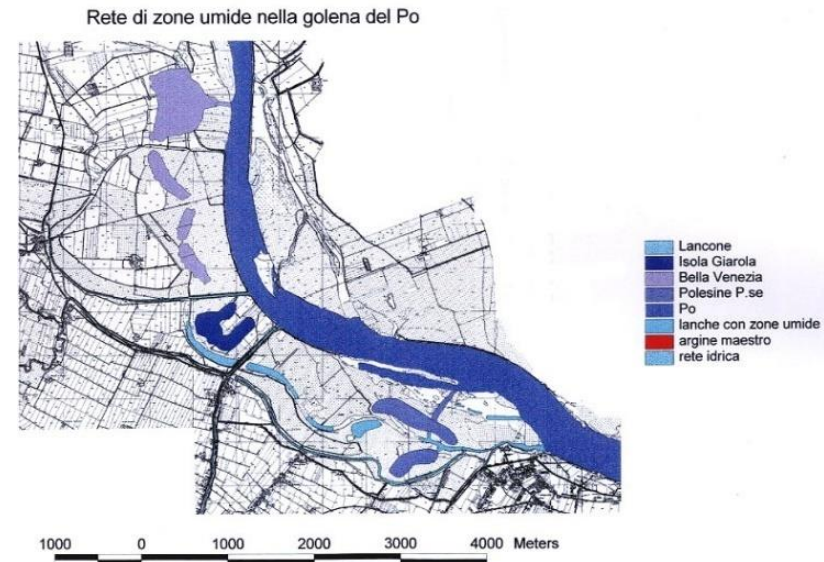 Rete di zone umide nella golena del Po
Lancone
Isola Giarola
Bella Venezia
Polesine P.se
Po
lanche con zone umide
argine maestro
rete idrica
1000 0 1000 2000 3000 4000 Meters